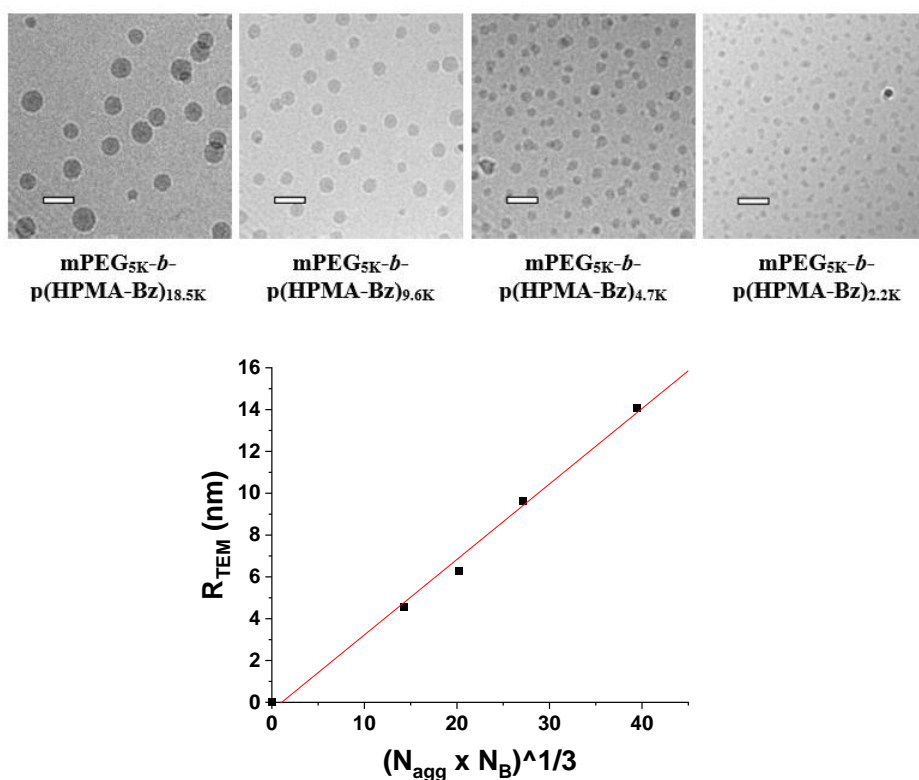 mPEG5K-b- mPEG5K-b- mPEG5K-b- mPEG5K-b-
p(HPMA-Bz)18.5K p(HPMA-Bz)9.6K p(HPMA-Bz)4.7K p(HPMA-Bz)2.2K
16
14
12
10
8
6
4
2
0
RTEM (nm)
0 10 20 30 40
(Nagg x NB)^1/3